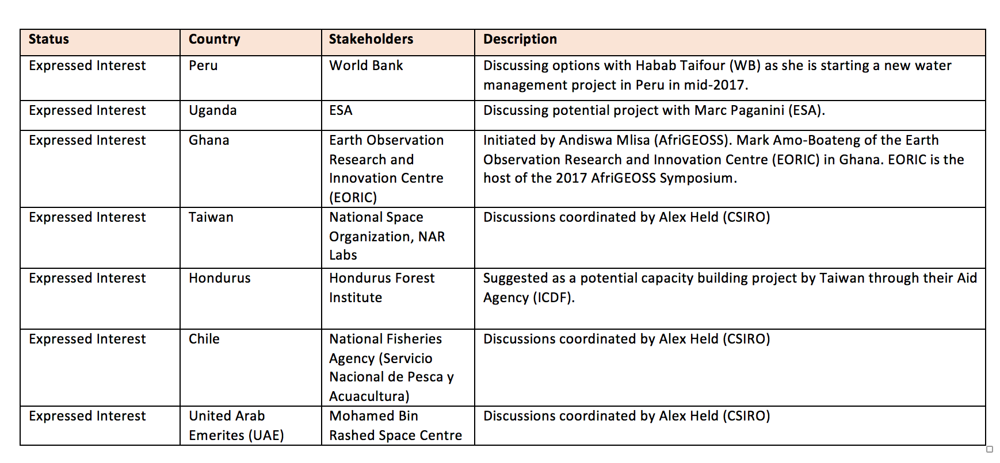 Status Country Stakeholders Description
Expressed Interest Peru World Bank Discussing options with Habab Taifour (WB) as she is starting a new water
management project in Peru in mid-2017.
Expressed Interest Uganda ESA Discussing potential project with Marc Paganini (ESA).
Expressed Interest Ghana Earth Observation Initiated by Andiswa Mlisa (AfriGEOSS). Mark Amo-Boateng of the Earth
Research and Observation Research and Innovation Centre (EORIC) in Ghana. EORIC is the
Innovation Centre host of the 2017 AfriGEOSS Symposium.
(EORIC)
Expressed Interest Taiwan National Space Discussions coordinated by Alex Held (CSIRO)
Organization, NAR
Labs
Expressed Interest Hondurus Hondurus Forest Suggested as a potential capacity building project by Taiwan through their Aid
Institute Agency (ICDF).
Expressed Interest Chile National Fisheries Discussions coordinated by Alex Held (CSIRO)
Agency (Servicio
Nacional de Pesca y
Acuacultura)
Expressed Interest United Arab Mohamed Bin Discussions coordinated by Alex Held (CSIRO)
Emerites (UAE) Rashed Space Centre